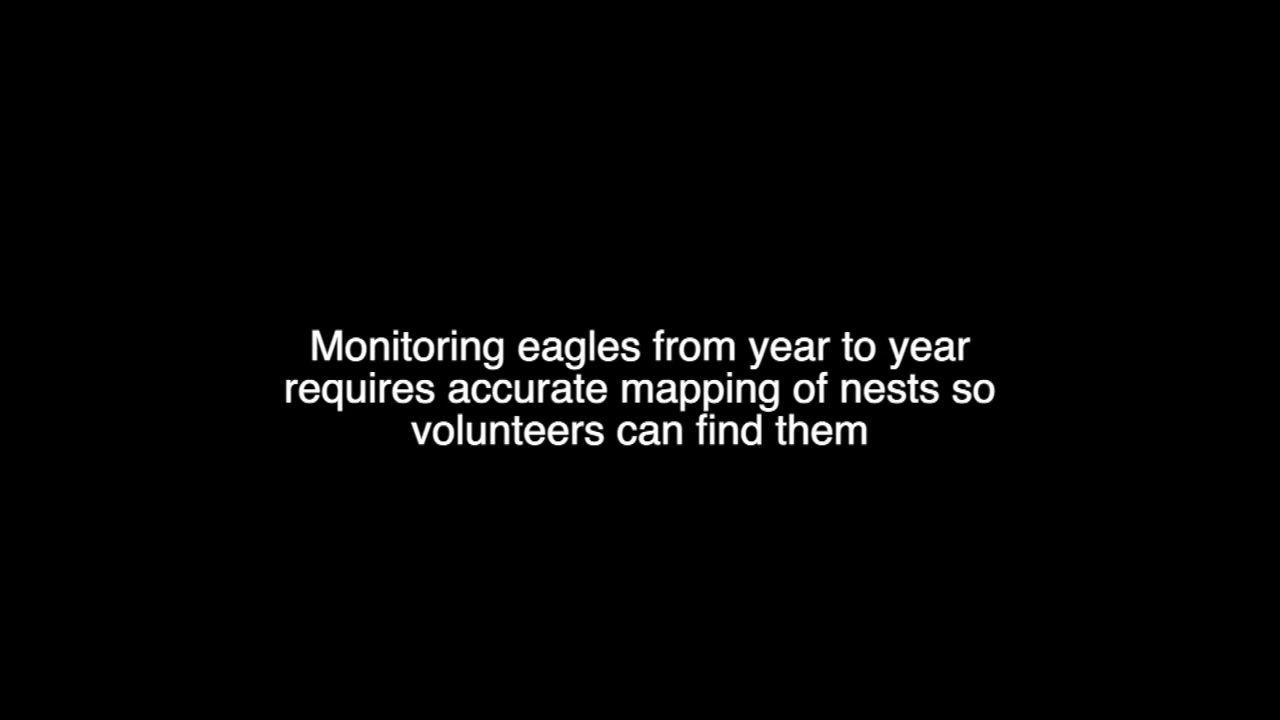 Monitoring eagles from year to year
requires accurate mapping of nests so
volunteers can find them